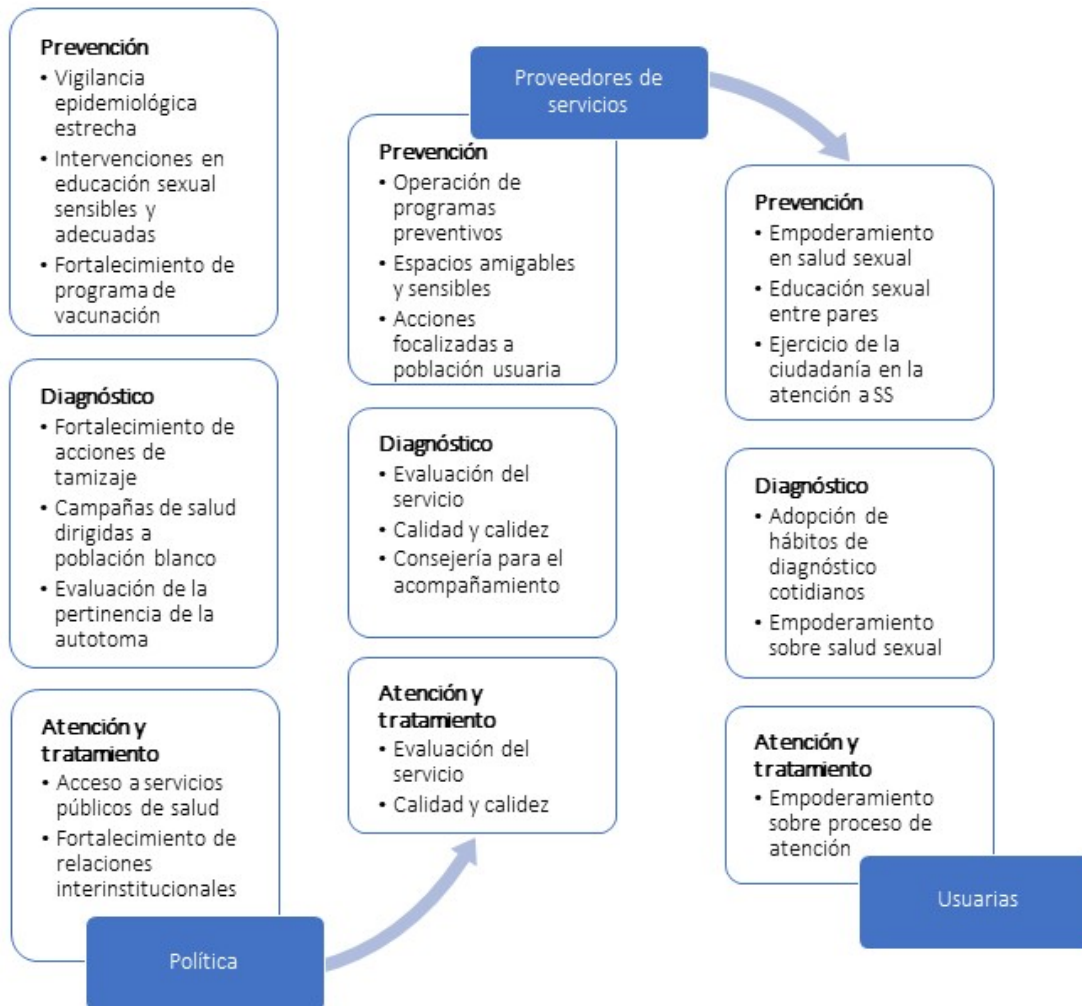 Prevención
• Vigilancia
epidemiológica
estrecha
• Intervenciones en
educación sexual
sensibles y
adecuadas
• Fortalecimiento de
programa de
vacunación
Diagnóstico
• Fortalecimiento de
acciones de
tamizaje
• Campañas de salud
dirigidas a
población blanco
• Evaluación de la
pertinencia de la
autotoma
Atención y
tratamiento
• Acceso a servicios
públicos de salud
• Fortalecimiento de
relaciones
interinstitucionales
Política
Proveedores de
servicios
Prevención
• Operación de
programas
preventivos
• Espacios amigables
y sensibles
• Acciones
focalizadas a
población usuaria
Diagnóstico
• Evaluación del
servicio
• Calidad y calidez
• Consejería para el
acompañamiento
Atención y
tratamiento
• Evaluación del
servicio
• Calidad y calidez
Prevención
• Empoderamiento
en salud sexual
• Educación sexual
entre pares
• Ejercicio de la
ciudadanía en la
atención a SS
Diagnóstico
• Adopción de
hábitos de
diagnóstico
cotidianos
• Empoderamiento
sobre salud sexual
Atención y
tratamiento
• Empoderamiento
sobre proceso de
atención
Usuarias